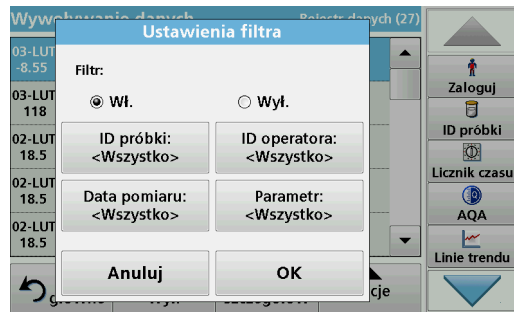 Wywoływanie danych
Rejestr danych (27)
Ustawienia filtra
Filtr:
Wł.
Wył.
ID próbki:
<Wszystko>
ID operatora:
<Wszystko>
Data pomiaru:
<Wszystko>
Parametr:
<Wszystko>
Anuluj
OK
03-LUT
-8.55
03-LUT
118
02-LUT
18.5
02-LUT
18.5
02-LUT
18.5
Zaloguj
ID próbki
Licznik czasu
AQA
Linie trendu